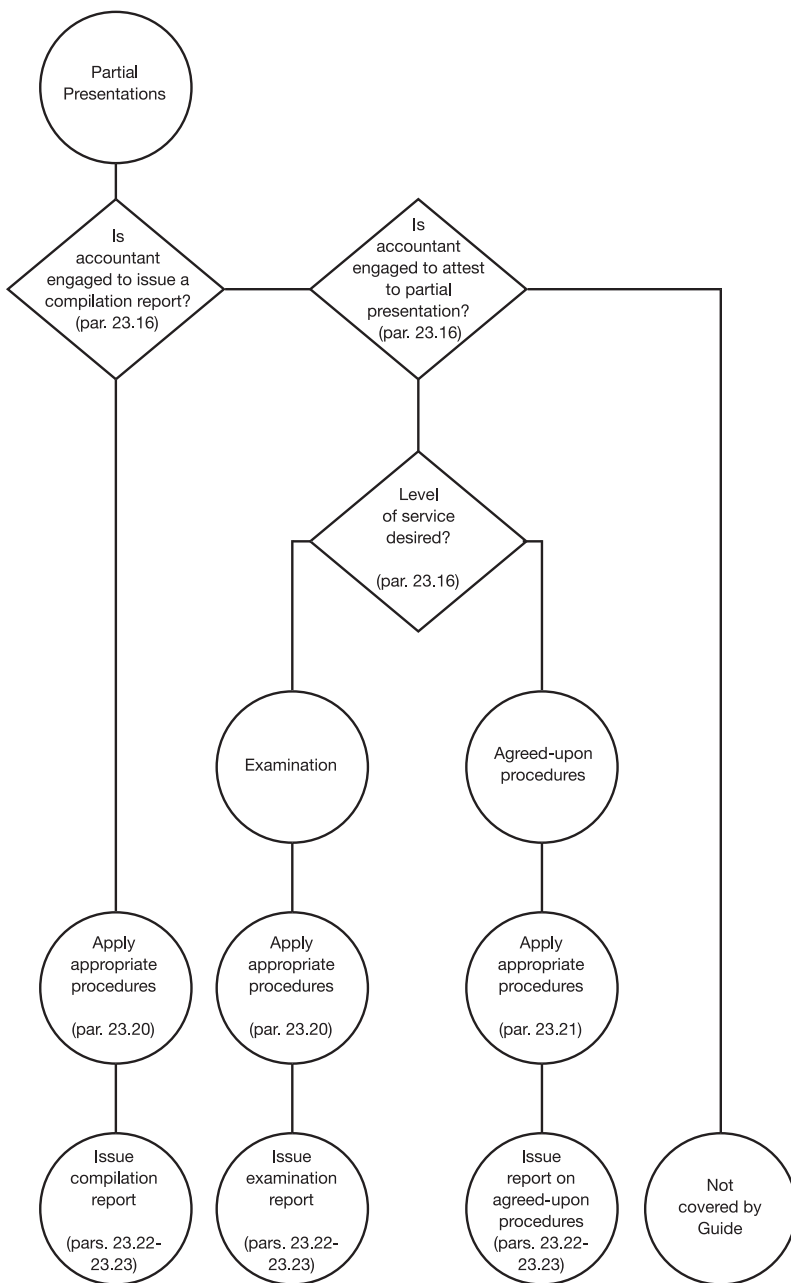 Partial
Presentations
Is
accountant
engaged to issue a
compilation report?
(par. 23.16)
Is
accountant
engaged to attest
to partial
presentation?
(par. 23.16)
Level
of service
desired?
(par. 23.16)
Examination
Agreed-upon
procedures
Apply
appropriate
procedures
(par. 23.20)
Apply
appropriate
procedures
(par. 23.20)
Apply
appropriate
procedures
(par. 23.21)
Issue
compilation
report
(pars. 23.22-
23.23)
Issue
examination
report
(pars. 23.22-
23.23)
Issue
report on
agreed-upon
procedures
(pars. 23.22-
23.23)
Not
covered by
Guide